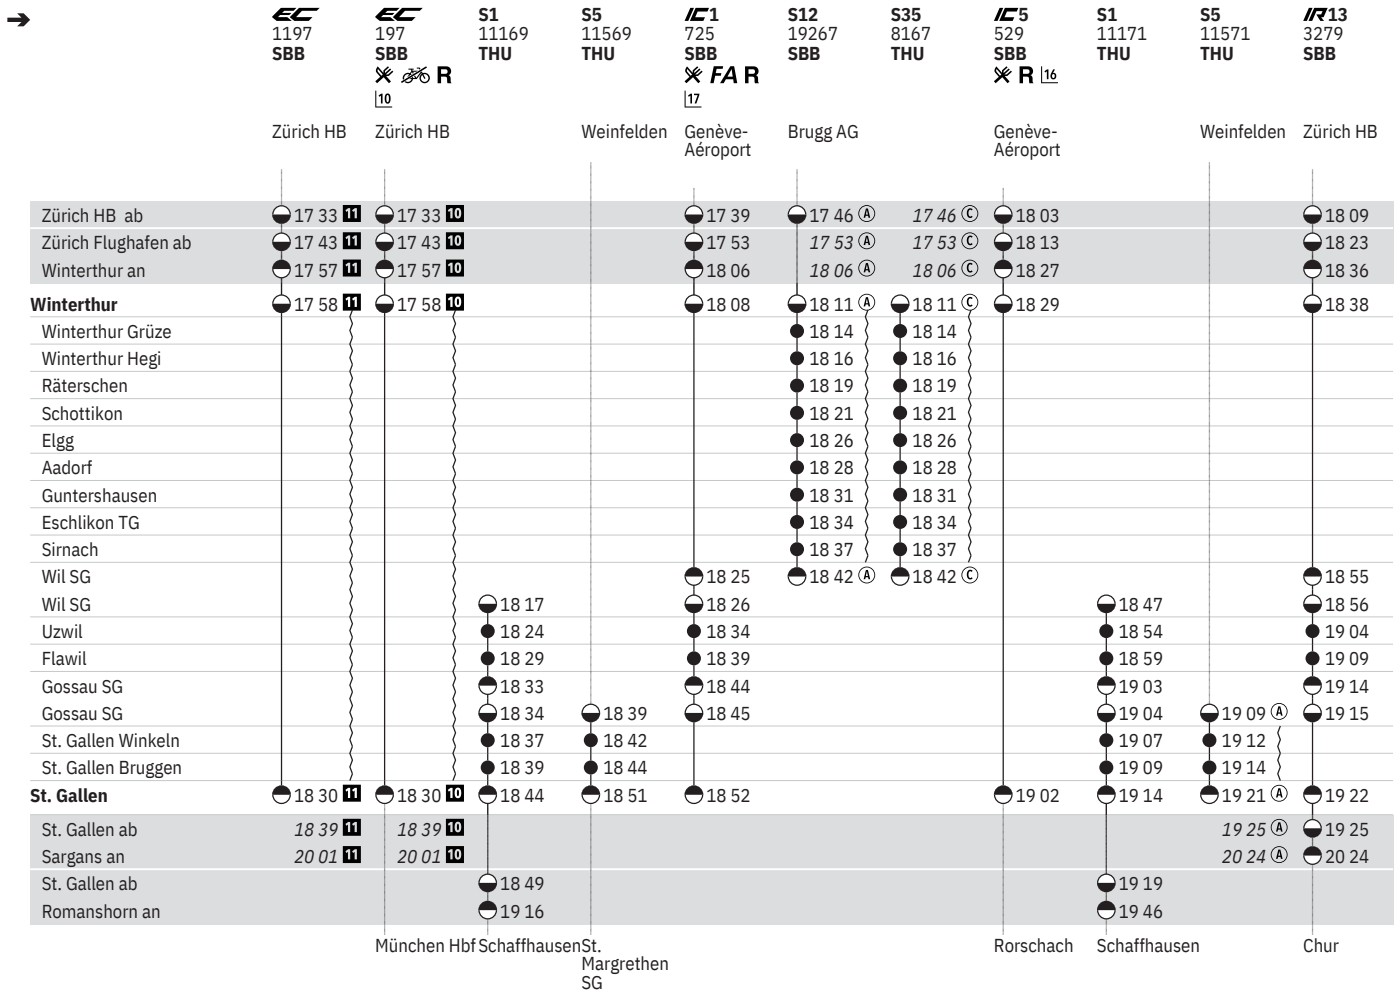 ➔ EC EC S1 S5 IC 1 S12 S35 IC 5 S1 S5 IR 13
1197 197 11169 11569 725 19267 8167 529 11171 11571 3279
SBB SBB THU THU SBB SBB THU SBB THU THU SBB
R FA R R 16
10 17
Zürich HB Zürich HB Weinfelden Genève- Brugg AG Genève- Weinfelden Zürich HB
Aéroport Aéroport
Zürich HB ab 17 33 11 17 33 10 17 39 17 46 A 17 46 C 18 03 18 09
Zürich Flughafen ab 17 43 11 17 43 10 17 53 17 53 A 17 53 C 18 13 18 23
Winterthur an 17 57 11 17 57 10 18 06 18 06 A 18 06 C 18 27 18 36
Winterthur 17 58 11 17 58 10 18 08 18 11 A 18 11 C 18 29 18 38
Winterthur Grüze 18 14 18 14
Winterthur Hegi 18 16 18 16
Räterschen 18 19 18 19
Schottikon 18 21 18 21
Elgg 18 26 18 26
Aadorf 18 28 18 28
Guntershausen 18 31 18 31
Eschlikon TG 18 34 18 34
Sirnach 18 37 18 37
Wil SG 18 25 18 42 A 18 42 C 18 55
Wil SG 18 17 18 26 18 47 18 56
Uzwil 18 24 18 34 18 54 19 04
Flawil 18 29 18 39 18 59 19 09
Gossau SG 18 33 18 44 19 03 19 14
Gossau SG 18 34 18 39 18 45 19 04 19 09 A 19 15
St. Gallen Winkeln 18 37 18 42 19 07 19 12
St. Gallen Bruggen 18 39 18 44 19 09 19 14
St. Gallen 18 30 11 18 30 10 18 44 18 51 18 52 19 02 19 14 19 21 A 19 22
St. Gallen ab 18 39 11 18 39 10 19 25 A 19 25
Sargans an 20 01 11 20 01 10 20 24 A 20 24
St. Gallen ab 18 49 19 19
Romanshorn an 19 16 19 46
München Hbf Schaffhausen St. Rorschach Schaffhausen Chur
Margrethen
SG